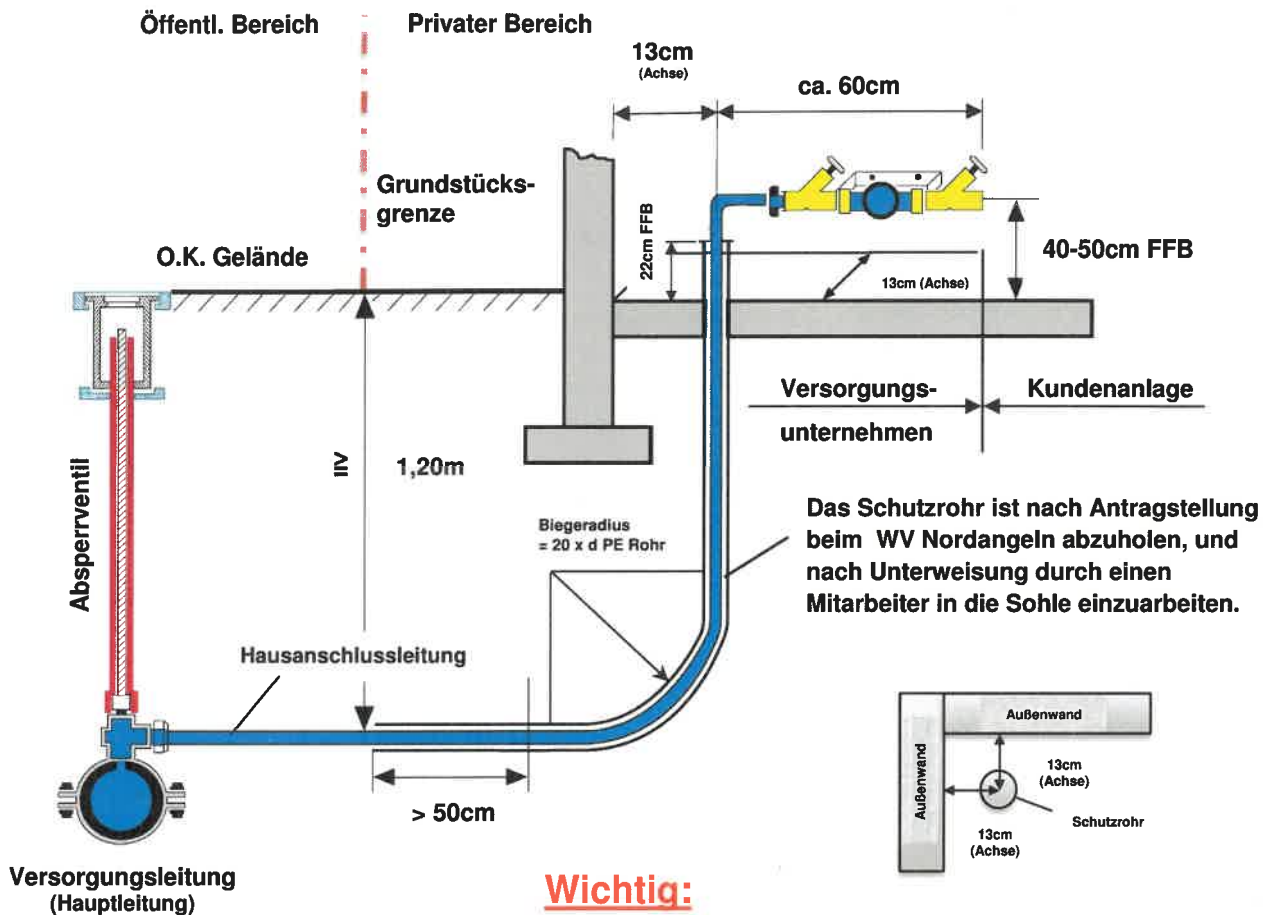 Öffentl. Bereich
Privater Bereich
13cm
(Achse)
ca. 60cm
Grundstücks-
grenze
O.K. Gelände
22cm FFB
40-50cm FFB
13cm (Achse)
Versorgungs-
unternehmen
Kundenanlage
Absperrventil
≥
1,20m
Biegeradius
= 20 x d PE Rohr
Das Schutzrohr ist nach Antragstellung
beim WV Nordangeln abzuholen, und
nach Unterweisung durch einen
Mitarbeiter in die Sohle einzuarbeiten.
Hausanschlussleitung
> 50cm
Außenwand
Außenwand
13cm
(Achse)
13cm
(Achse)
Schutzrohr
Versorgungsleitung
(Hauptleitung)
Wichtig: